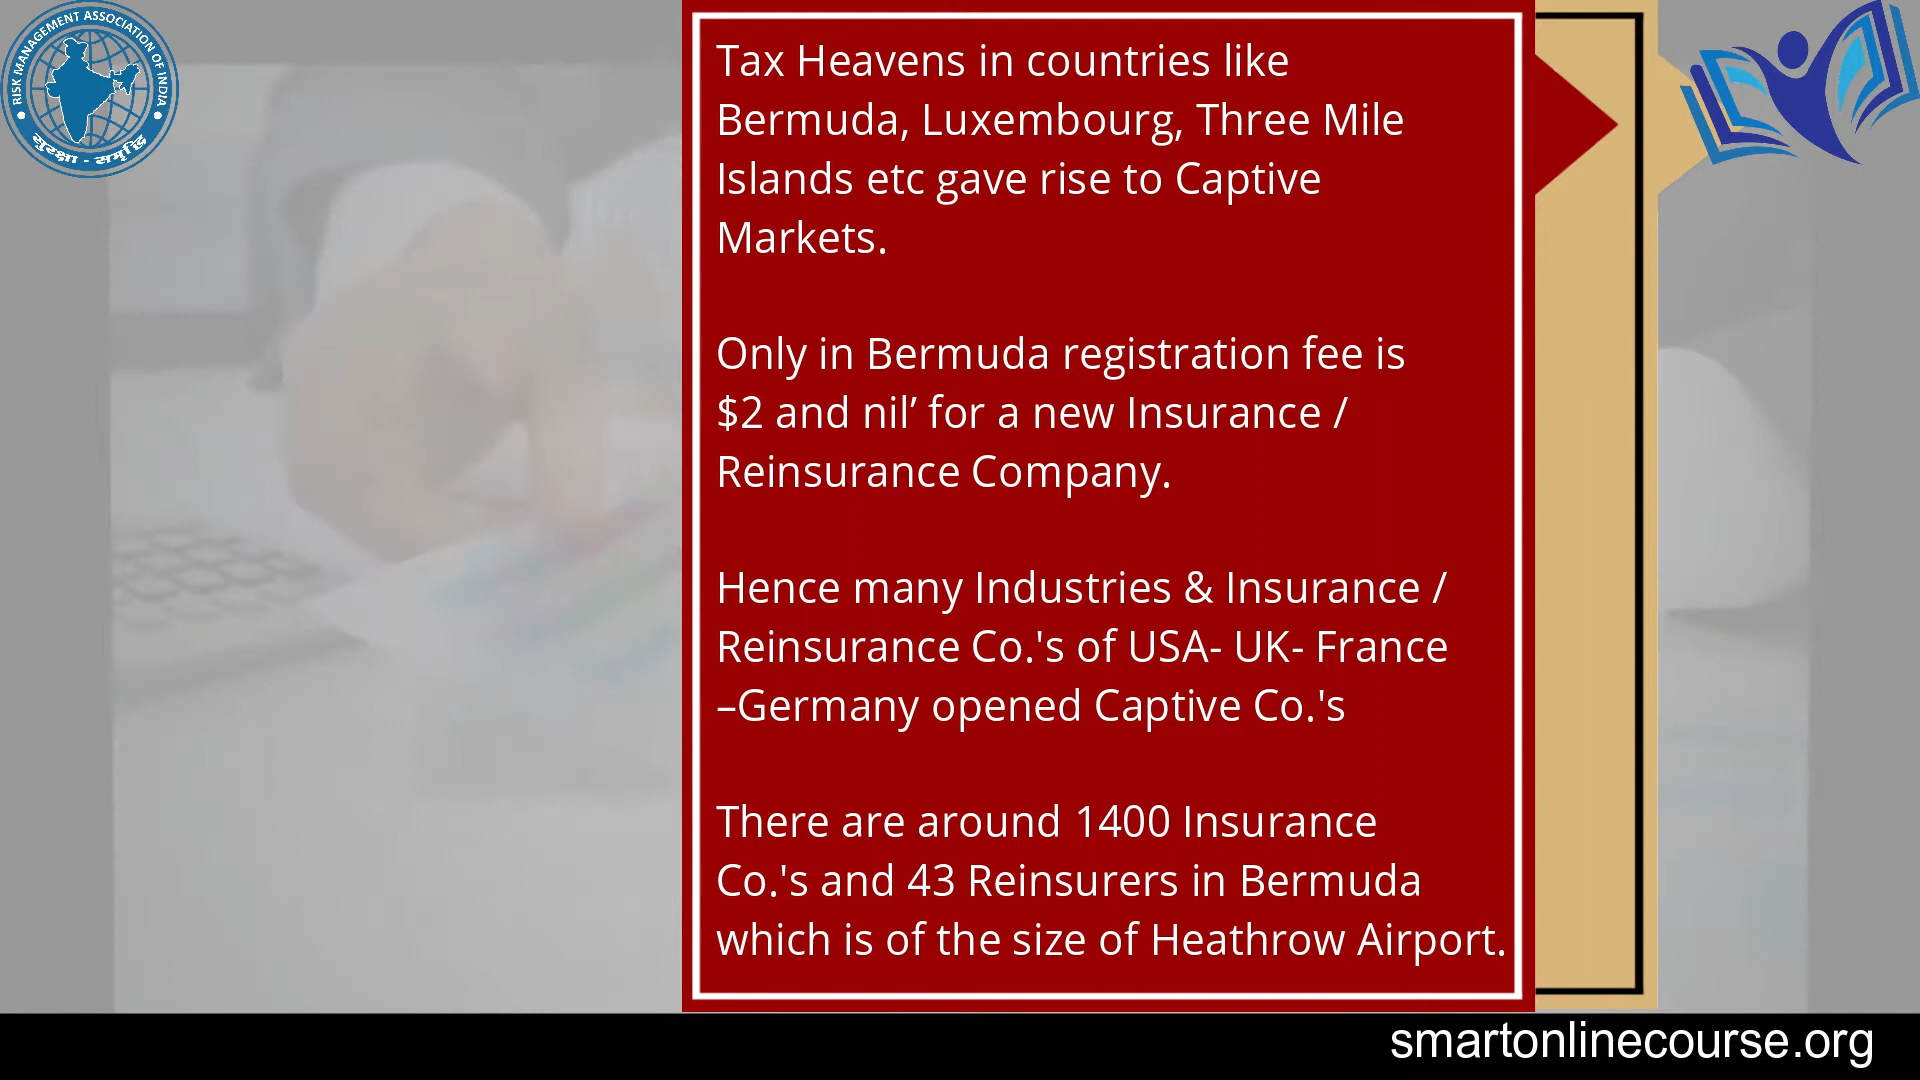 RISK MANAGEMENT ASSOCIATION OF INDIA
सुरक्षा - समृद्धि
Tax Heavens in countries like
Bermuda, Luxembourg, Three Mile
Islands etc gave rise to Captive
Markets.
Only in Bermuda registration fee is
$2 and nil’ for a new Insurance /
Reinsurance Company.
Hence many Industries & Insurance /
Reinsurance Co.'s of USA- UK- France
–Germany opened Captive Co.'s
There are around 1400 Insurance
Co.'s and 43 Reinsurers in Bermuda
which is of the size of Heathrow Airport.
smartonlinecourse.org